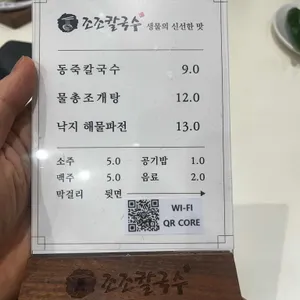 조조칼국수 생물의 신선한 맛
동죽칼국수 9.0
물총조개탕 12.0
낙지 해물파전 13.0
소주 5.0 공기밥 1.0
맥주 5.0 음료 2.0
막걸리 뒷면
WI-FI
QR CORE
조조칼국수